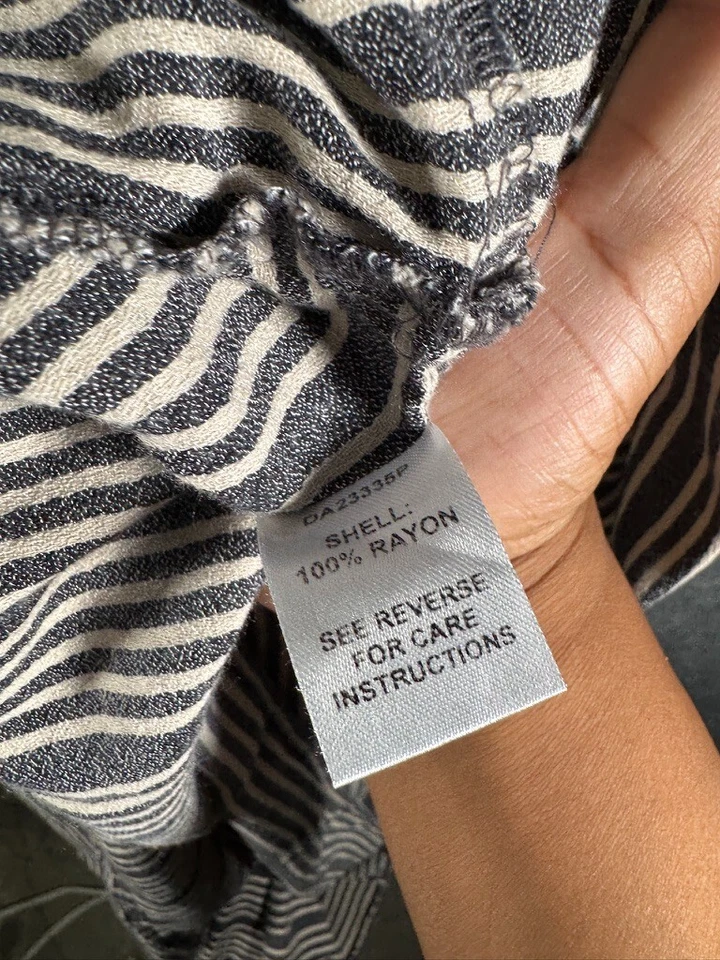 DA23335P
SHELL:
100% RAYON
SEE REVERSE
FOR CARE
INSTRUCTIONS